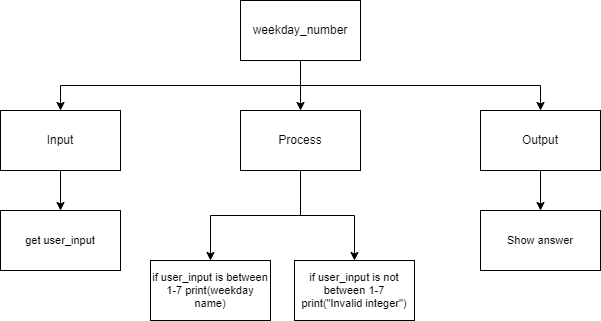 weekday_number
Input
Process
Output
get user_input
if user_input is between
1-7 print(weekday
name)
if user_input is not
between 1-7
print("Invalid integer")
Show answer